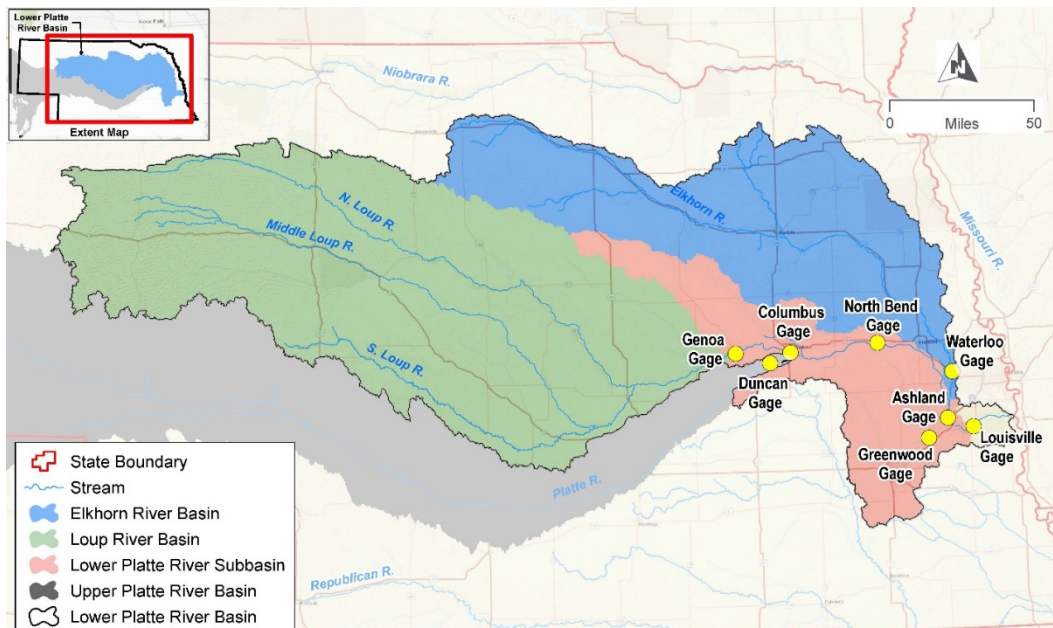 Lower Platte
River Basin
Extent Map
N
0 50
Miles
Niobrara R.
N. Loup R.
Middle Loup R.
S. Loup R.
Elkhorn R.
Missouri R.
Platte R.
Republican R.
Genoa
Gage
Columbus
Gage
Duncan
Gage
North Bend
Gage
Waterloo
Gage
Ashland
Gage
Greenwood
Gage
Louisville
Gage
State Boundary
Stream
Elkhorn River Basin
Loup River Basin
Lower Platte River Subbasin
Upper Platte River Basin
Lower Platte River Basin